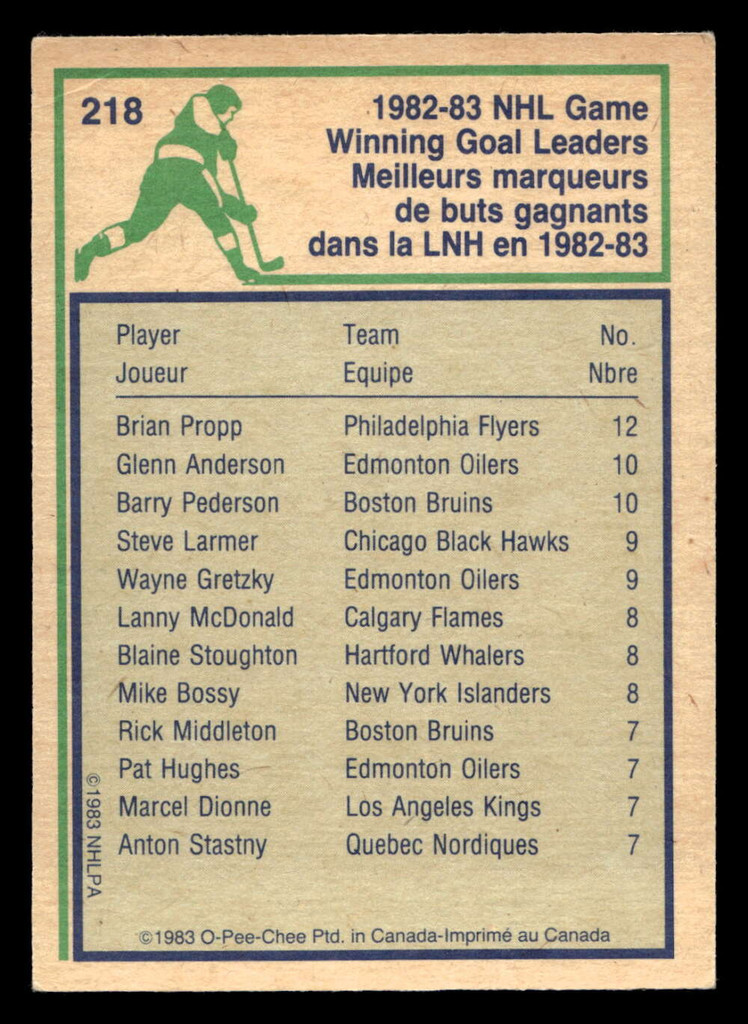 218
1982-83 NHL Game
Winning Goal Leaders
Meilleurs marqueurs
de buts gagnants
dans la LNH en 1982-83
Player Team No.
Joueur Equipe Nbre
Brian Propp Philadelphia Flyers 12
Glenn Anderson Edmonton Oilers 10
Barry Pederson Boston Bruins 10
Steve Larmer Chicago Black Hawks 9
Wayne Gretzky Edmonton Oilers 9
Lanny McDonald Calgary Flames 8
Blaine Stoughton Hartford Whalers 8
Mike Bossy New York Islanders 8
Rick Middleton Boston Bruins 7
Pat Hughes Edmonton Oilers 7
Marcel Dionne Los Angeles Kings 7
Anton Stastny Quebec Nordiques 7
©1983 NHLPA
©1983 O-Pee-Chee Ptd. in Canada-Imprimé au Canada